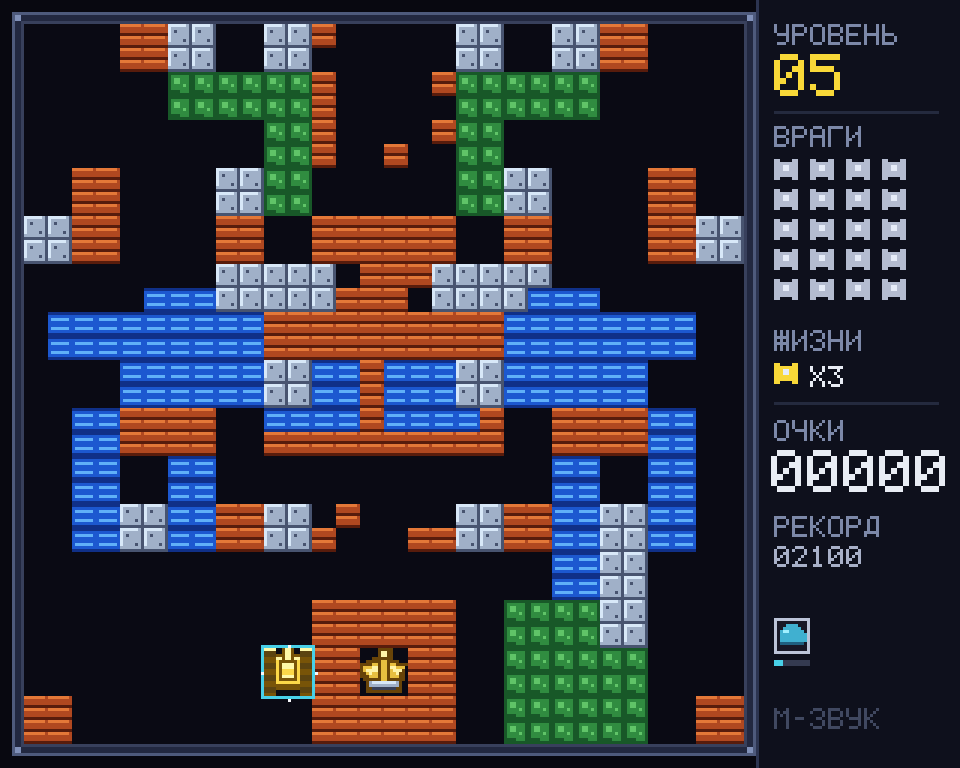 УРОВЕНЬ
05
ВРАГИ
ЖИЗНИ
X3
ОЧКИ
00000
РЕКОРД
02100
М-ЗВУК